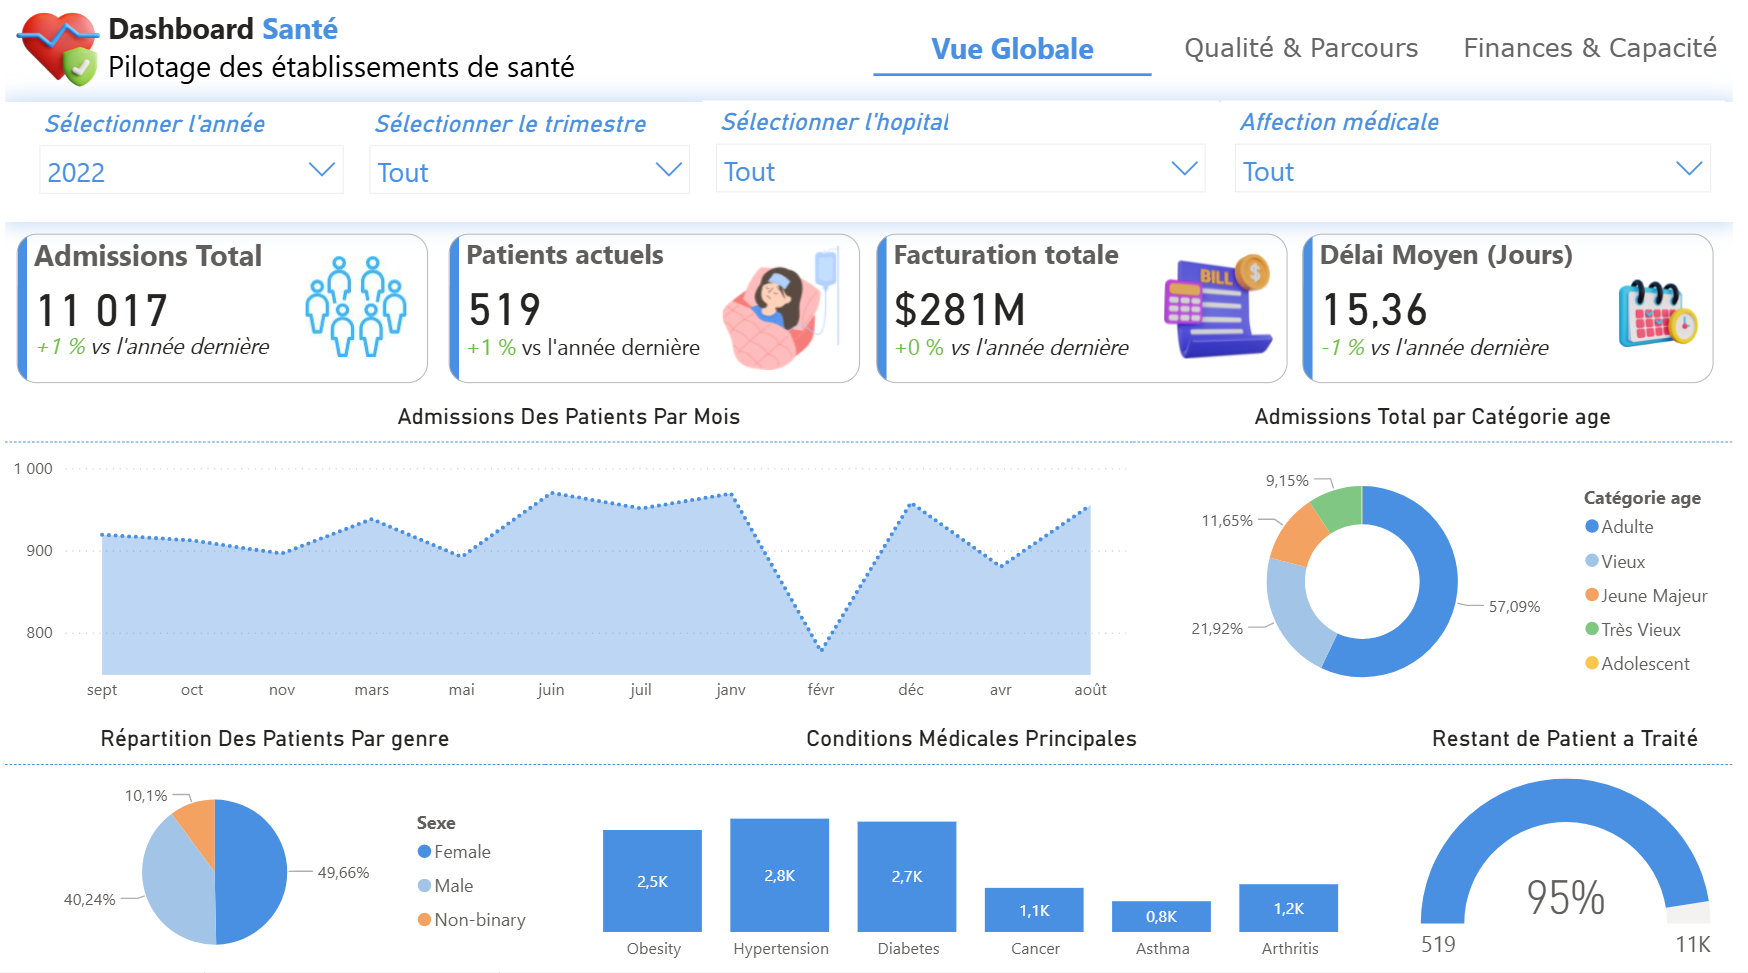 Dashboard Santé
Pilotage des établissements de santé
Vue Globale
Qualité & Parcours
Finances & Capacité
Sélectionner l'année
2022
Sélectionner le trimestre
Tout
Sélectionner l'hopital
Tout
Affection médicale
Tout
Admissions Total
11 017
+1 % vs l'année dernière
Patients actuels
519
+1 % vs l'année dernière
Facturation totale
$281M
+0 % vs l'année dernière
BILL
$
Délai Moyen (Jours)
15,36
-1 % vs l'année dernière
Admissions Des Patients Par Mois
1 000
900
800
sept oct nov mars mai juin juil janv févr déc avr août
Admissions Total par Catégorie age
9,15%
11,65%
21,92%
57,09%
Catégorie age
Adulte
Vieux
Jeune Majeur
Très Vieux
Adolescent
Répartition Des Patients Par genre
10,1%
40,24%
49,66%
Sexe
Female
Male
Non-binary
Conditions Médicales Principales
2,5K 2,8K 2,7K 1,1K 0,8K 1,2K
Obesity Hypertension Diabetes Cancer Asthma Arthritis
Restant de Patient a Traité
95%
519
11K